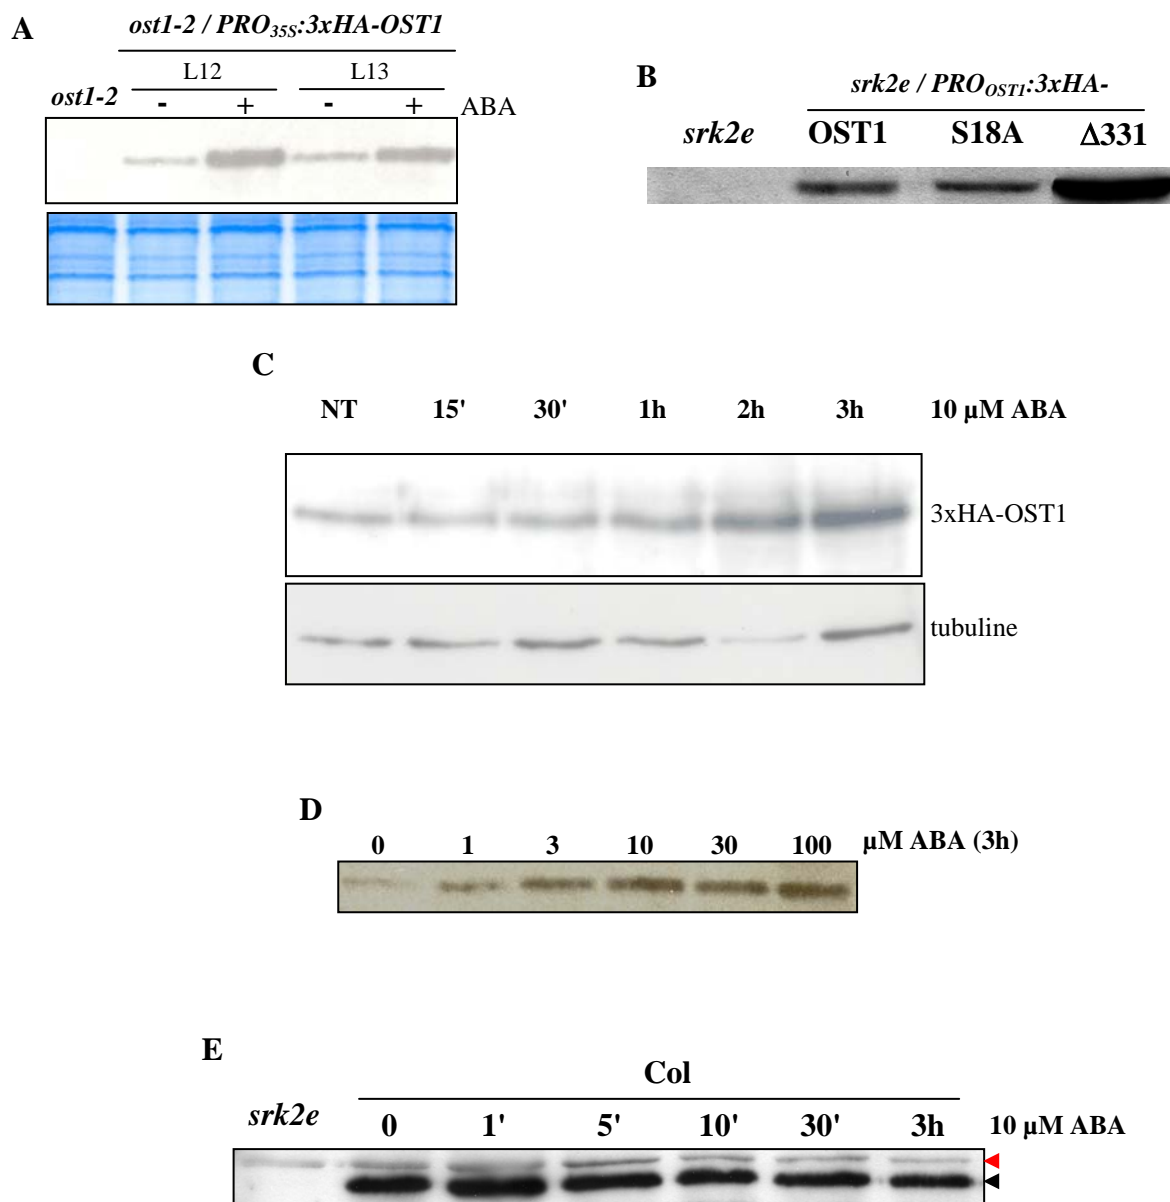 A
ost1-2 / PRO35S:3xHA-OST1
L12 L13
ost1-2 - + - + ABA
B
srk2e / PROOST1:3xHA-
srk2e OST1 S18A Δ331
C
NT 15' 30' 1h 2h 3h 10 µM ABA
3xHA-OST1
tubuline
D
0 1 3 10 30 100 µM ABA (3h)
E
Col
srk2e 0 1' 5' 10' 30' 3h 10 µM ABA